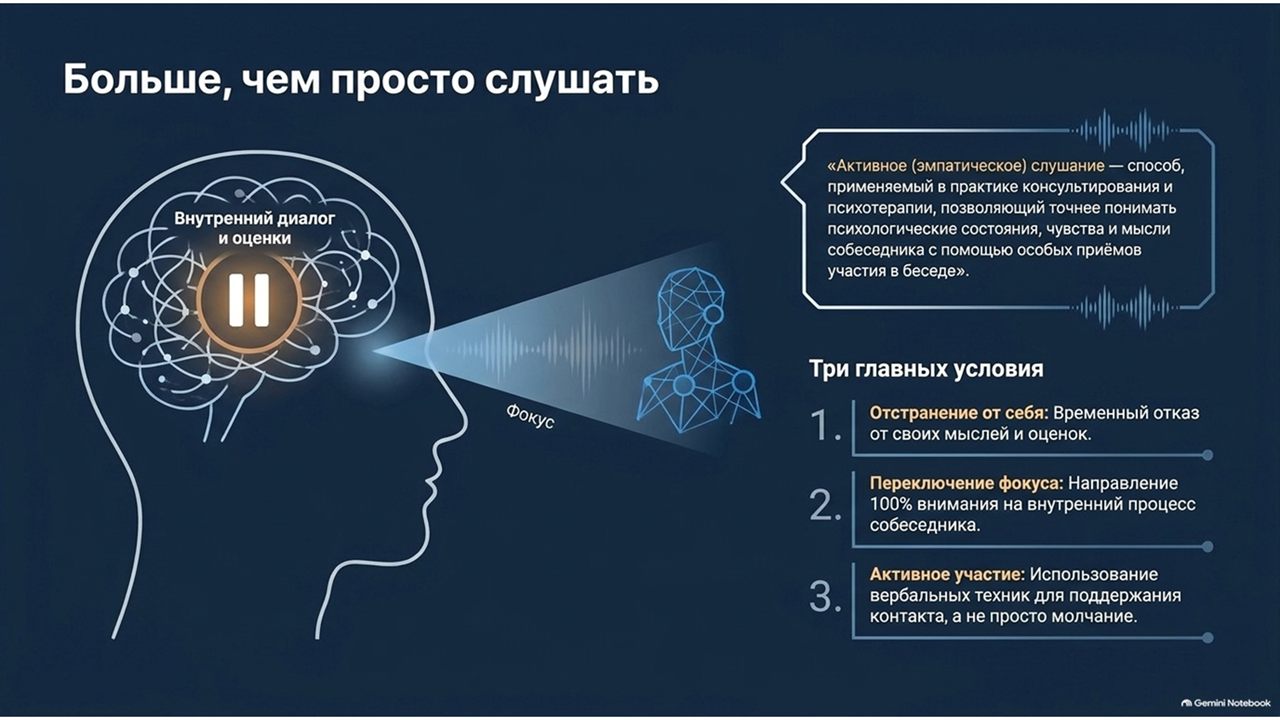 Больше, чем просто слушать
Внутренний диалог
и оценки
Фокус
«Активное (эмпатическое) слушание — способ,
применяемый в практике консультирования и
психотерапии, позволяющий точнее понимать
психологические состояния, чувства и мысли
собеседника с помощью особых приёмов
участия в беседе».
Три главных условия
1.
Отстранение от себя: Временный отказ
от своих мыслей и оценок.
2.
Переключение фокуса: Направление
100% внимания на внутренний процесс
собеседника.
3.
Активное участие: Использование
вербальных техник для поддержания
контакта, а не просто молчание.
Gemini Notebook